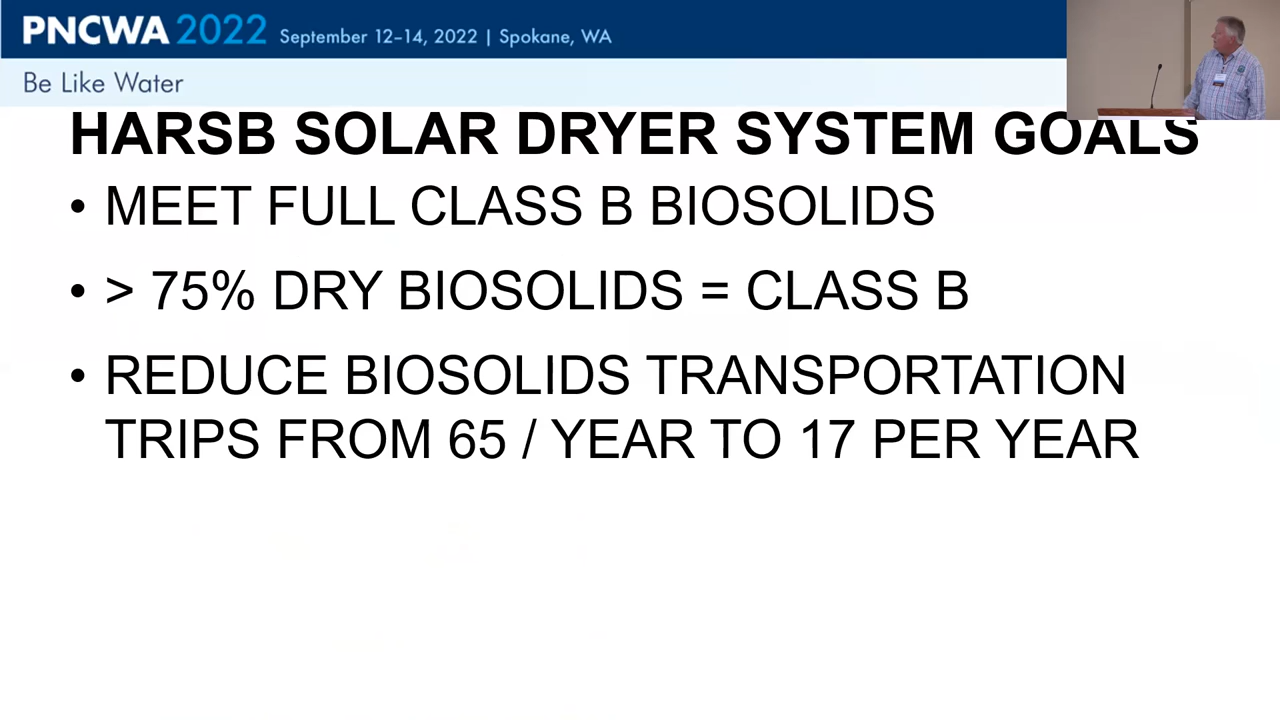 PNCWA 2022 September 12–14, 2022 | Spokane, WA
Be Like Water
HARSB SOLAR DRYER SYSTEM GOALS
• MEET FULL CLASS B BIOSOLIDS
• > 75% DRY BIOSOLIDS = CLASS B
• REDUCE BIOSOLIDS TRANSPORTATION
TRIPS FROM 65 / YEAR TO 17 PER YEAR